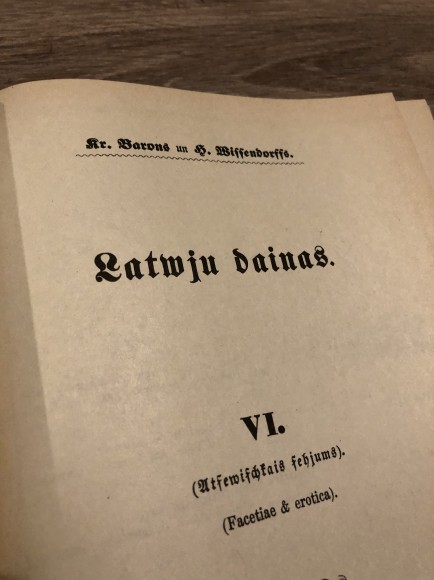 Kr. Barons un H. Wissendorffs.
Latwju dainas.
VI.
(Atsewischkais sehjums).
(Facetiae & erotica).